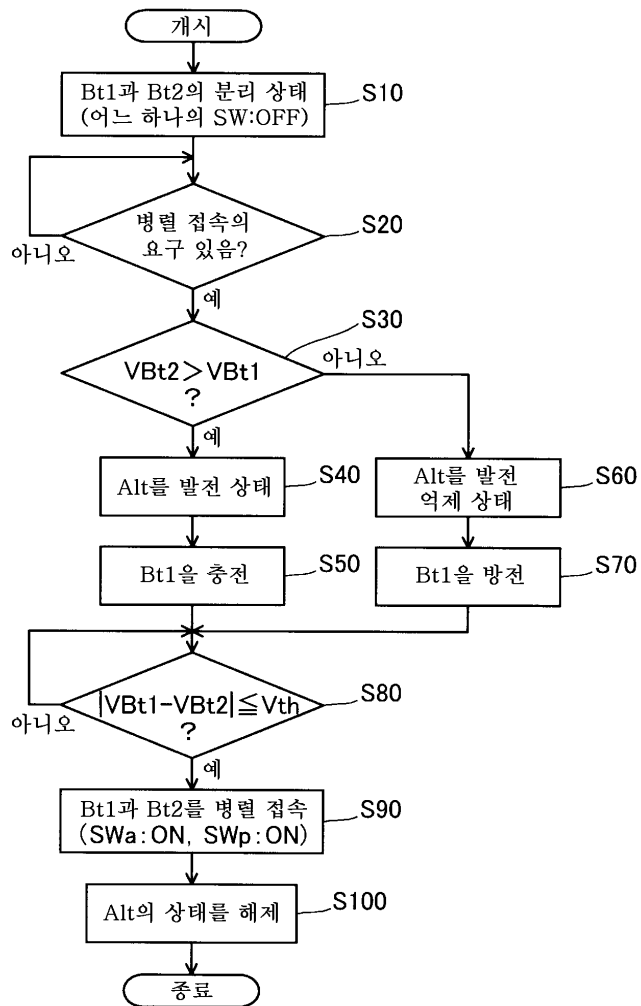 개시
Bt1과 Bt2의 분리 상태
(어느 하나의 SW:OFF)
S10
병렬 접속의
요구 있음?
S20
아니오
예
S30
VBt2>VBt1
?
아니오
예
Alt를 발전 상태
S40
Alt를 발전
억제 상태
S60
Bt1을 충전
S50
Bt1을 방전
S70
|VBt1-VBt2|≦Vth
?
S80
아니오
예
Bt1과 Bt2를 병렬 접속
(SWa:ON, SWp:ON)
S90
Alt의 상태를 해제
S100
종료